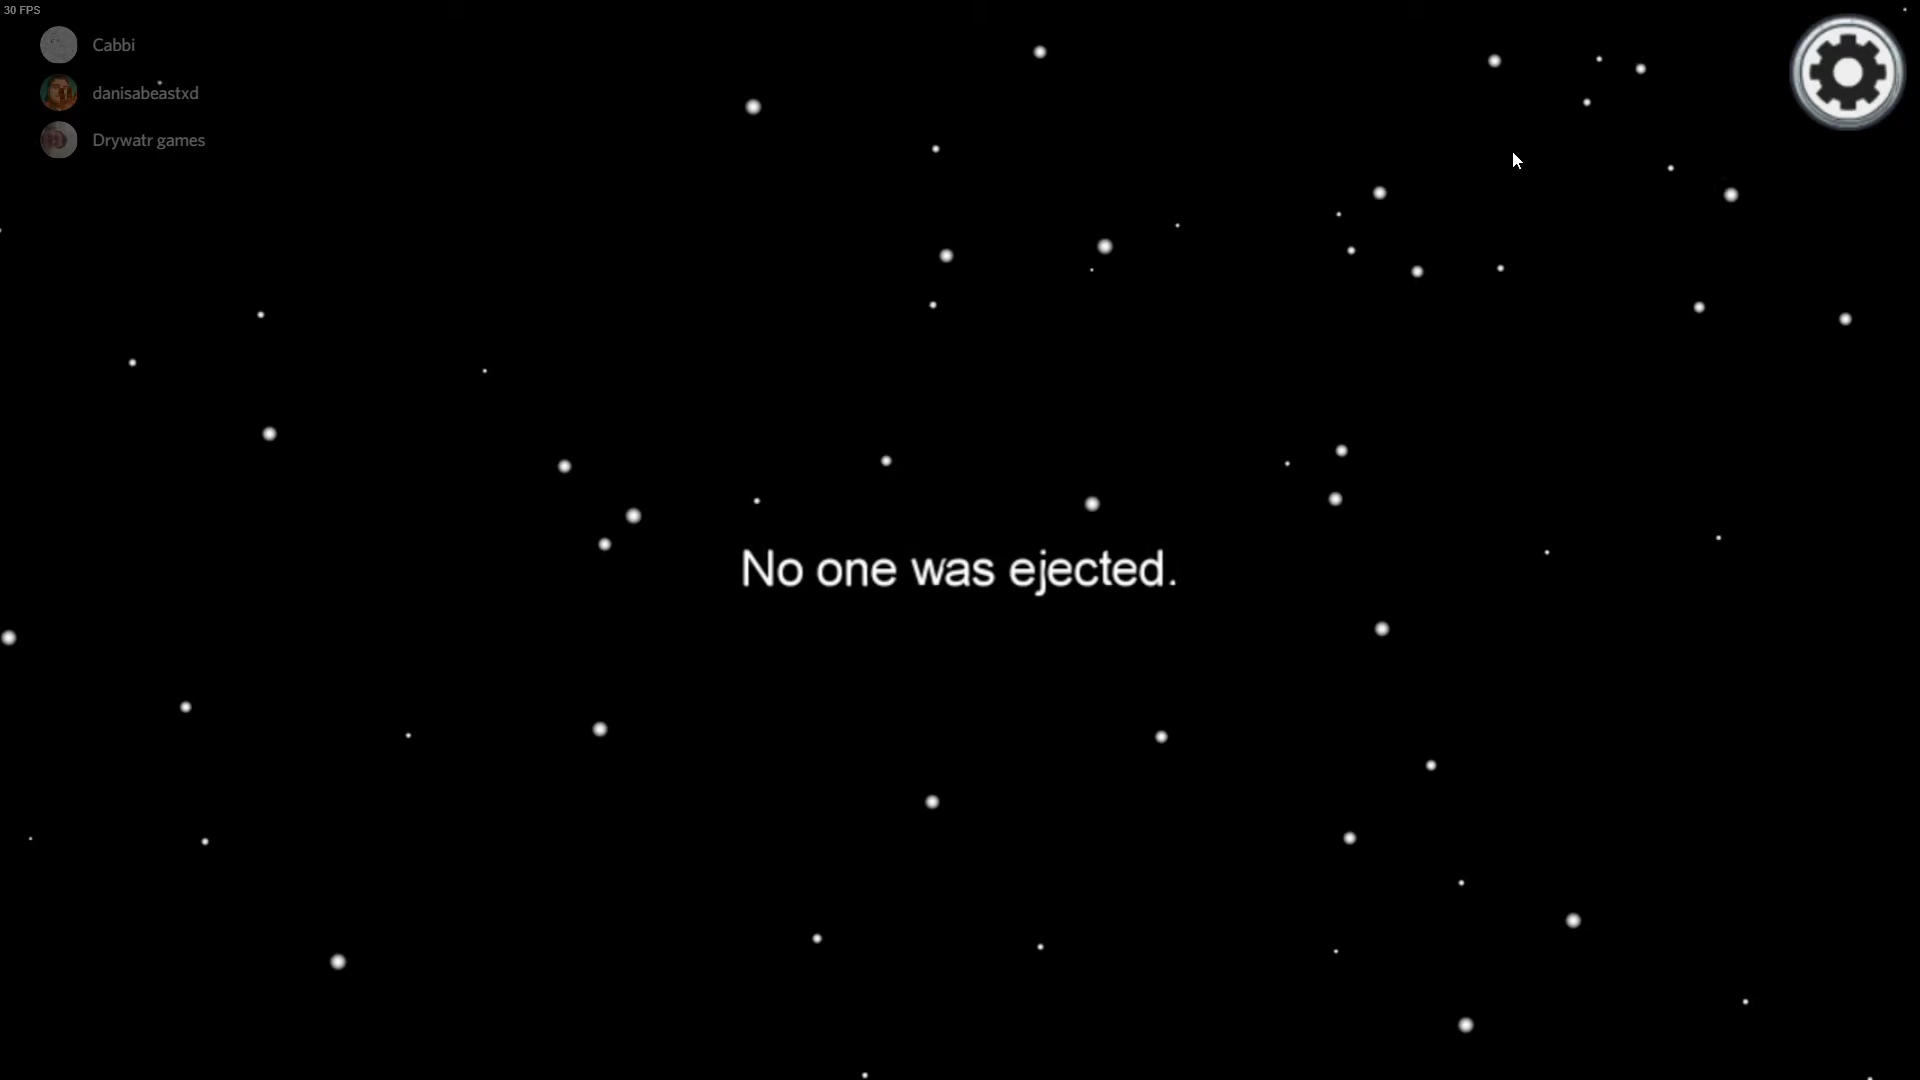 30 FPS
Cabbi
danisabeastxd
Drywatr games
No one was ejected.